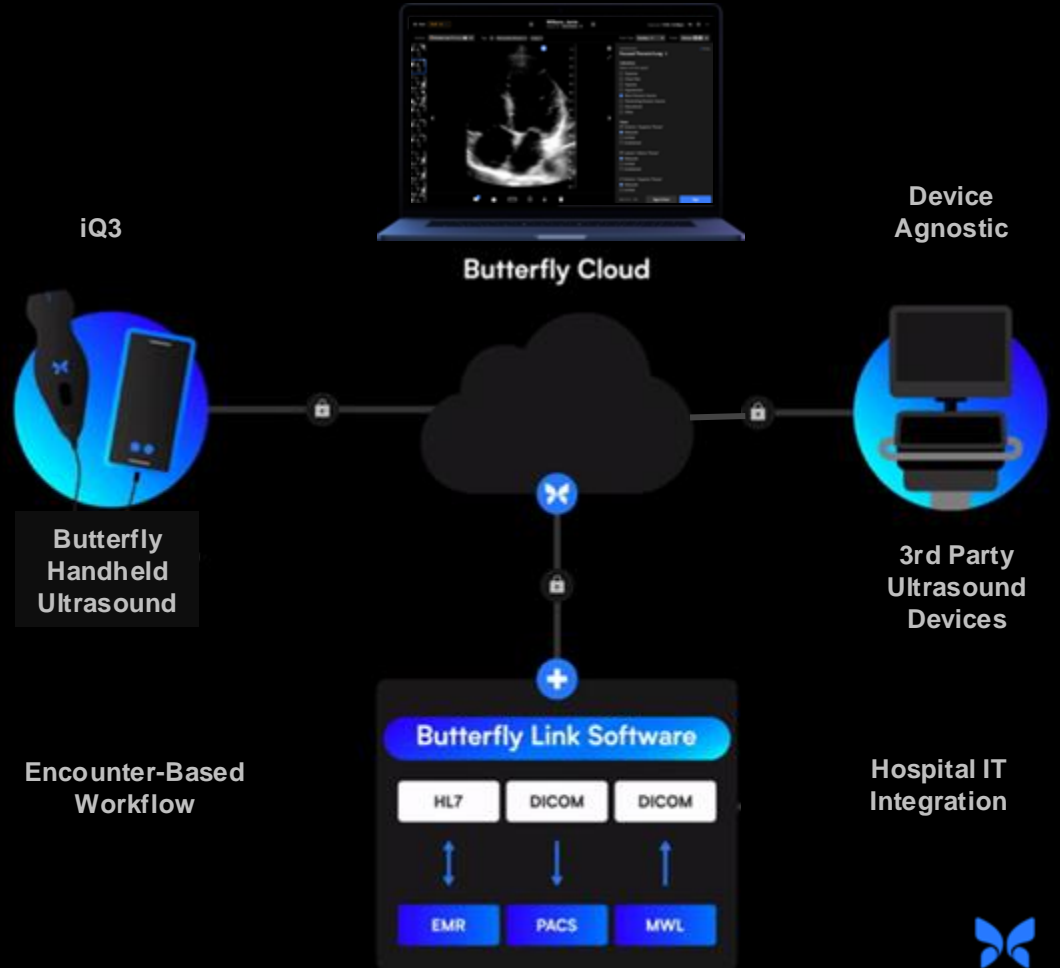 iQ3
Device
Agnostic
Butterfly Cloud
Butterfly
Handheld
Ultrasound
3rd Party
Ultrasound
Devices
Encounter-Based
Workflow
Hospital IT
Integration
Butterfly Link Software
HL7
DICOM
DICOM
EMR
PACS
MWL